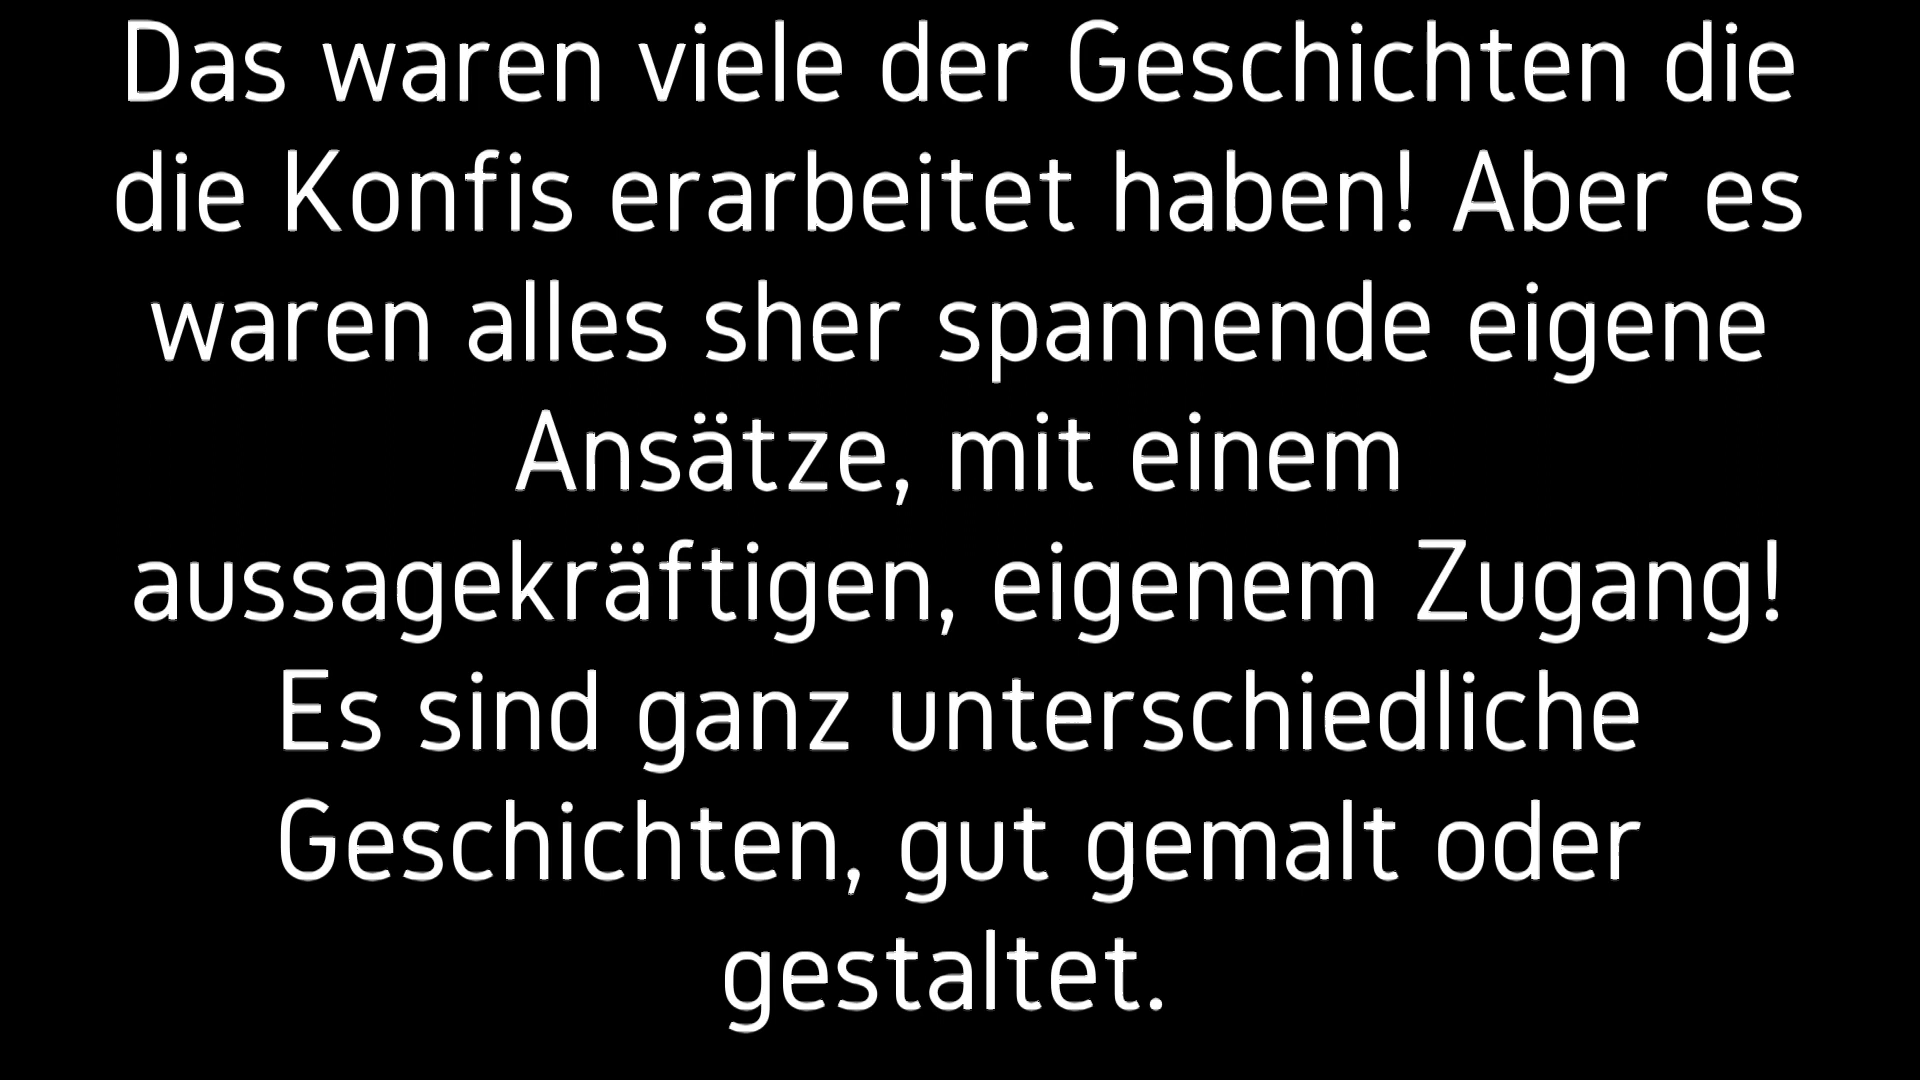 Das waren viele der Geschichten die
die Konfis erarbeitet haben! Aber es
waren alles sher spannende eigene
Ansätze, mit einem
aussagekräftigen, eigenem Zugang!
Es sind ganz unterschiedliche
Geschichten, gut gemalt oder
gestaltet.